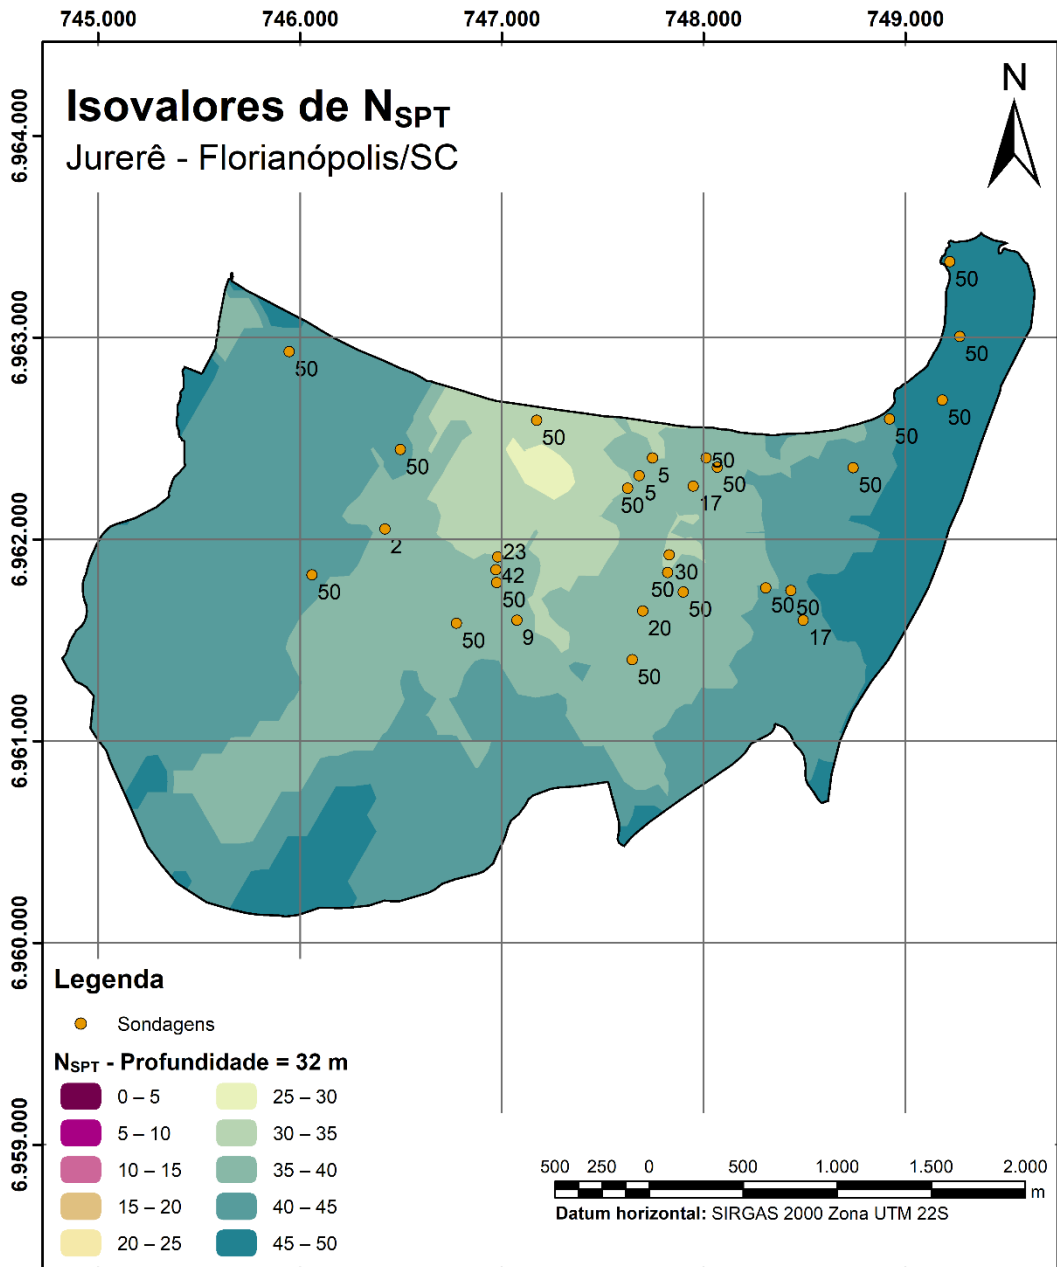 745.000 746.000 747.000 748.000 749.000
Isovalores de NSPT
Jurerê - Florianópolis/SC
N
6.964.000
6.963.000
6.962.000
6.961.000
6.960.000
6.959.000
50
50
50
50
50
50
50
50
5
50
5
50
50
17
2
23
42
50
30
50
50
50
50
50
50
9
20
17
50
Legenda
Sondagens
NSPT - Profundidade = 32 m
0 – 5
5 – 10
10 – 15
15 – 20
20 – 25
25 – 30
30 – 35
35 – 40
40 – 45
45 – 50
500 250 0 500 1.000 1.500 2.000
m
Datum horizontal: SIRGAS 2000 Zona UTM 22S